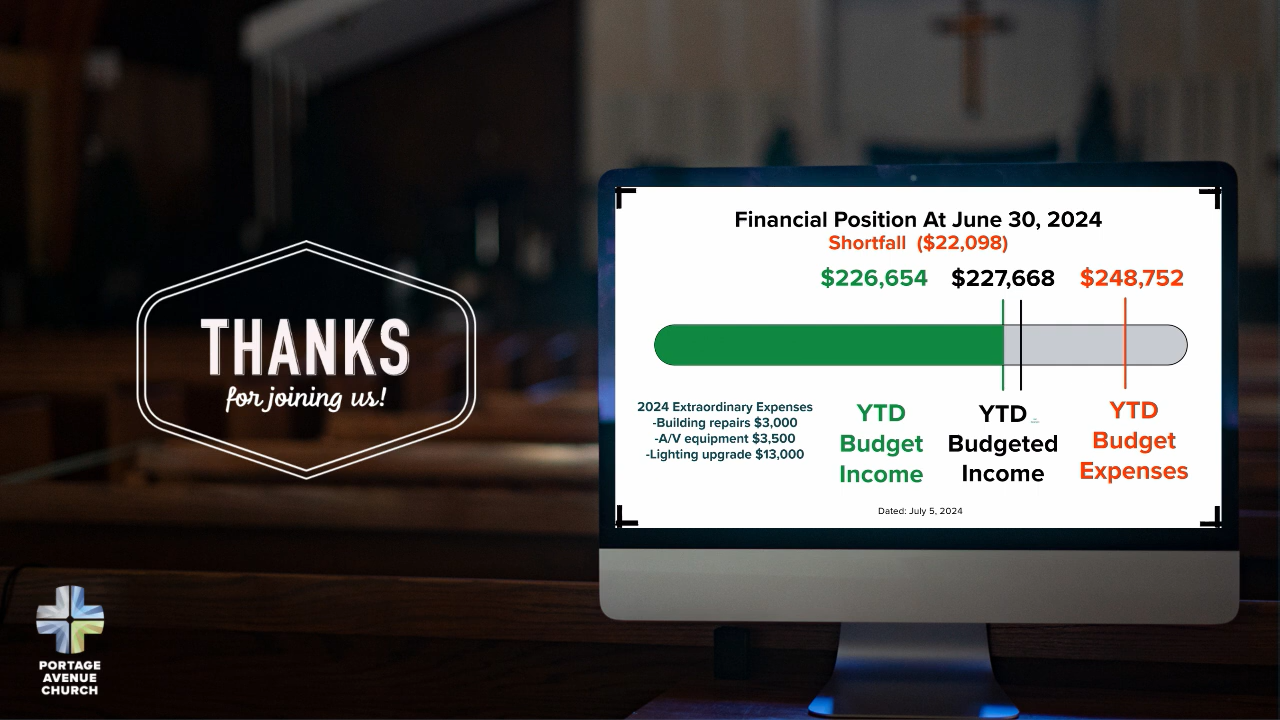 THANKS
for joining us!
PORTAGE
AVENUE
CHURCH
Financial Position At June 30, 2024
Shortfall ($22,098)
$226,654 $227,668 $248,752
2024 Extraordinary Expenses
-Building repairs $3,000
-A/V equipment $3,500
-Lighting upgrade $13,000
YTD
Budget
Income
YTD
Budgeted
Income
YTD
Budget
Expenses
Dated: July 5, 2024